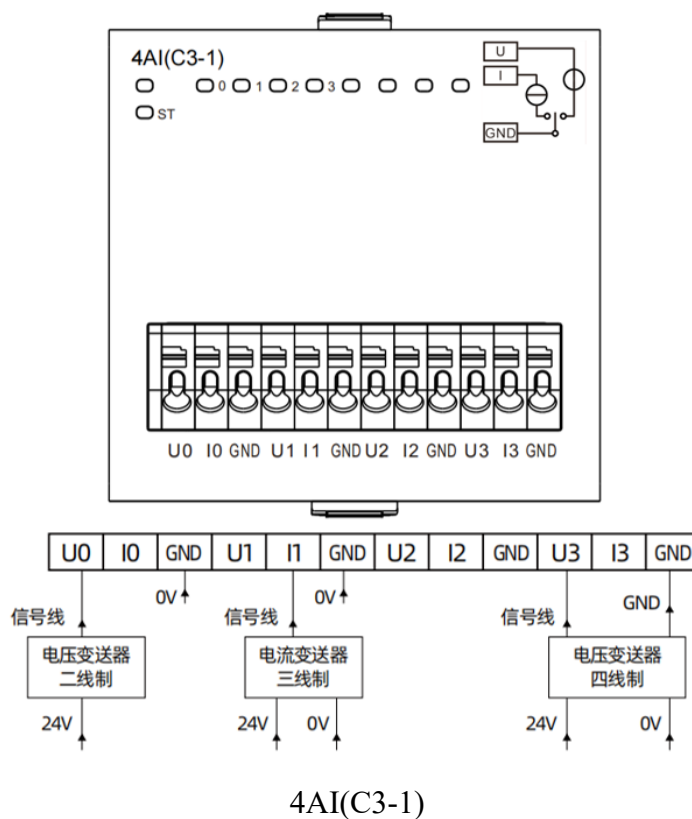 4AI(C3-1)
U
I
GND
0 1 2 3
ST
U0 I0 GND U1 I1 GND U2 I2 GND U3 I3 GND
U0 I0 GND U1 I1 GND U2 I2 GND U3 I3 GND
0V 0V GND
信号线 信号线 信号线
电压变送器 电流变送器 电压变送器
二线制 三线制 四线制
24V 24V 0V 24V 0V
4AI(C3-1)